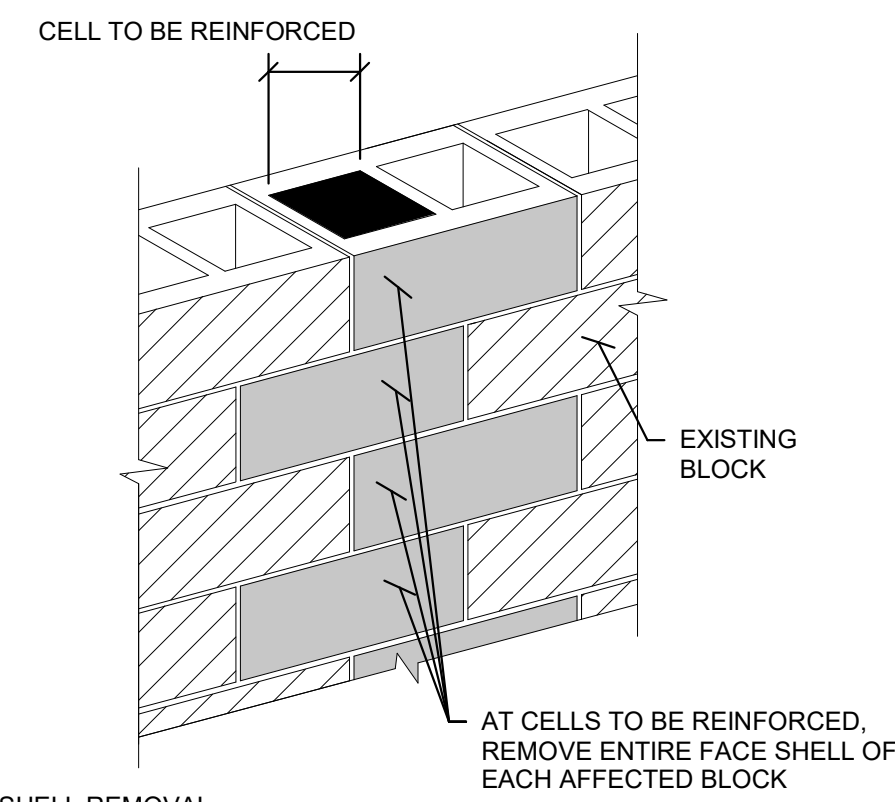 CELL TO BE REINFORCED
EXISTING
BLOCK
AT CELLS TO BE REINFORCED,
REMOVE ENTIRE FACE SHELL OF
EACH AFFECTED BLOCK
SHELL REMOVAL